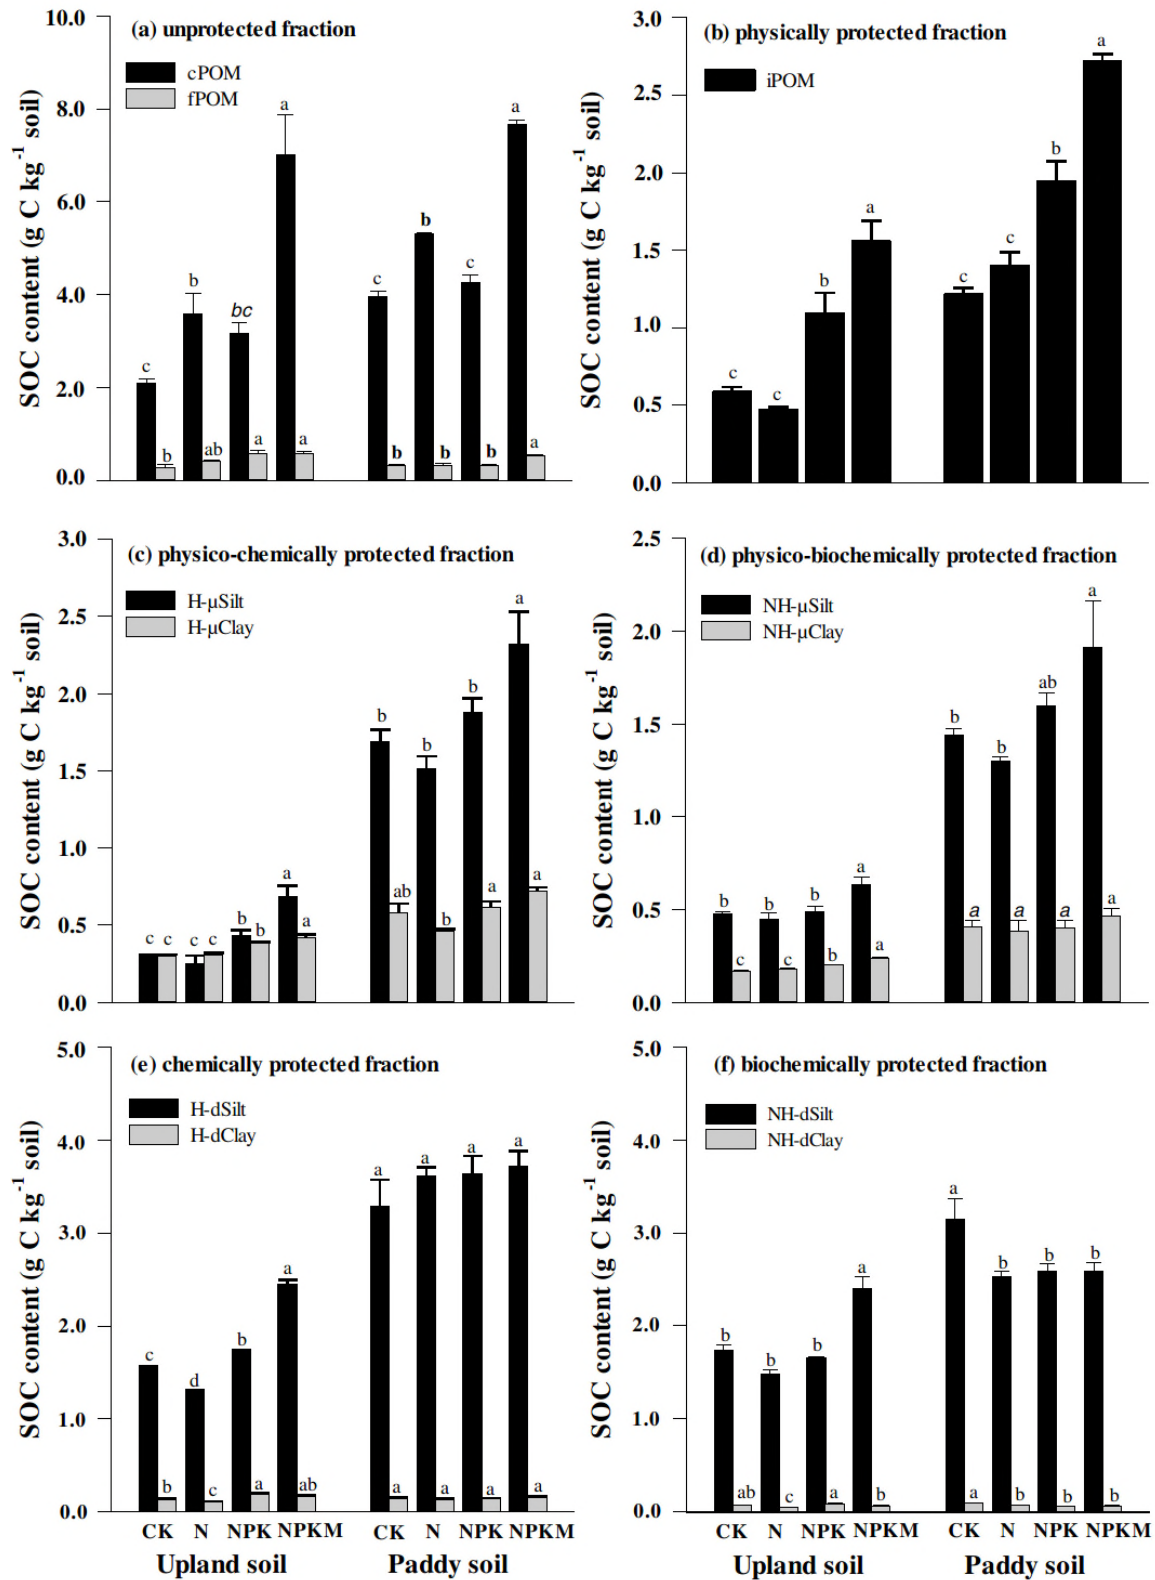 (a) unprotected fraction
cPOM
fPOM
SOC content (g C kg⁻¹ soil)
10.0
8.0
6.0
4.0
2.0
0.0
c b b ab bc a a a
c b b b c b a a
(b) physically protected fraction
iPOM
SOC content (g C kg⁻¹ soil)
3.0
2.5
2.0
1.5
1.0
0.5
0.0
c c b a
c c b a
(c) physico-chemically protected fraction
H-μSilt
H-μClay
SOC content (g C kg⁻¹ soil)
3.0
2.5
2.0
1.5
1.0
0.5
0.0
c c c c b b a a
b ab b b b a a a
(d) physico-biochemically protected fraction
NH-μSilt
NH-μClay
SOC content (g C kg⁻¹ soil)
2.5
2.0
1.5
1.0
0.5
0.0
b c b c b b a a
b a b a ab a a a
(e) chemically protected fraction
H-dSilt
H-dClay
SOC content (g C kg⁻¹ soil)
5.0
4.0
3.0
2.0
1.0
0.0
c b d c b a a ab
a a a a a a a a
CK N NPK NPKM CK N NPK NPKM
Upland soil Paddy soil
(f) biochemically protected fraction
NH-dSilt
NH-dClay
SOC content (g C kg⁻¹ soil)
5.0
4.0
3.0
2.0
1.0
0.0
b ab b c b a a b
a a b b b b b b
CK N NPK NPKM CK N NPK NPKM
Upland soil Paddy soil